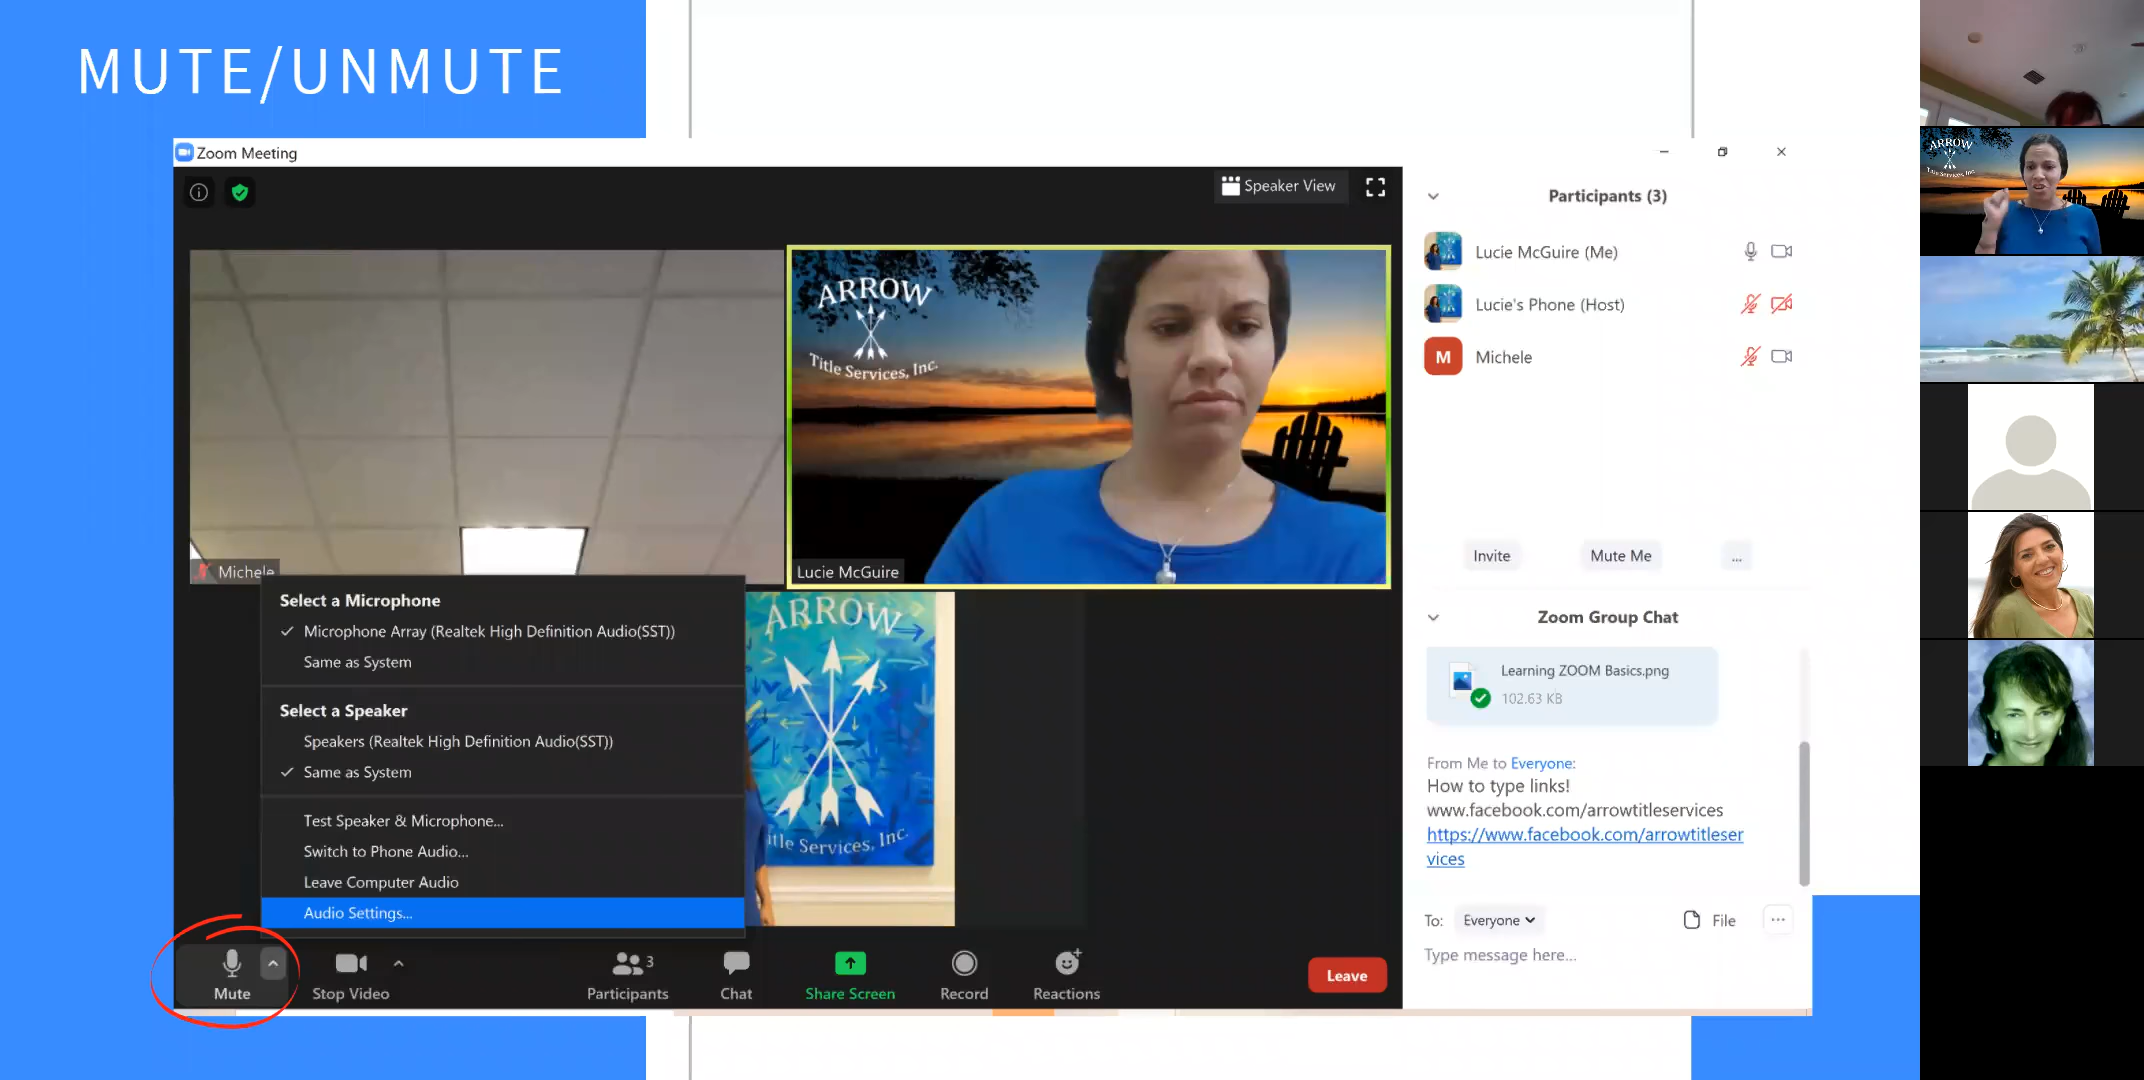 MUTE/UNMUTE
Zoom Meeting
Speaker View
Participants (3)
Lucie McGuire (Me)
Lucie's Phone (Host)
M
Michele
Invite
Mute Me
...
ARROW
Title Services, Inc.
Michele
Lucie McGuire
Select a Microphone
Microphone Array (Realtek High Definition Audio(SST))
Same as System
Select a Speaker
Speakers (Realtek High Definition Audio(SST))
Same as System
Test Speaker & Microphone...
Switch to Phone Audio...
Leave Computer Audio
Audio Settings...
ARROW
itle Services, Inc.
Mute
Stop Video
3
Participants
Chat
Share Screen
Record
Reactions
Leave
Zoom Group Chat
Learning ZOOM Basics.png
102.63 KB
From Me to Everyone:
How to type links!
www.facebook.com/arrowtitleservices
https://www.facebook.com/arrowtitleser
vices
To:
Everyone
File
...
Type message here...
ARROW
Title Services, Inc.